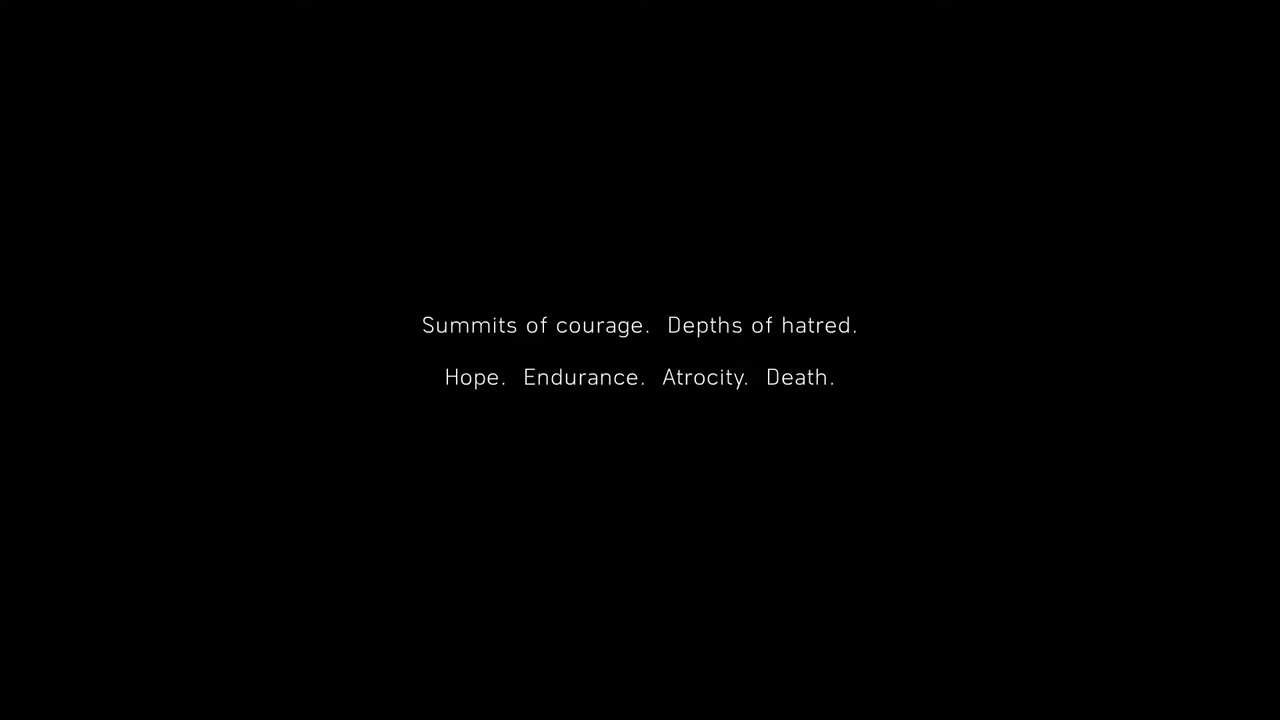 Summits of courage.  Depths of hatred.
Hope.  Endurance.  Atrocity.  Death.